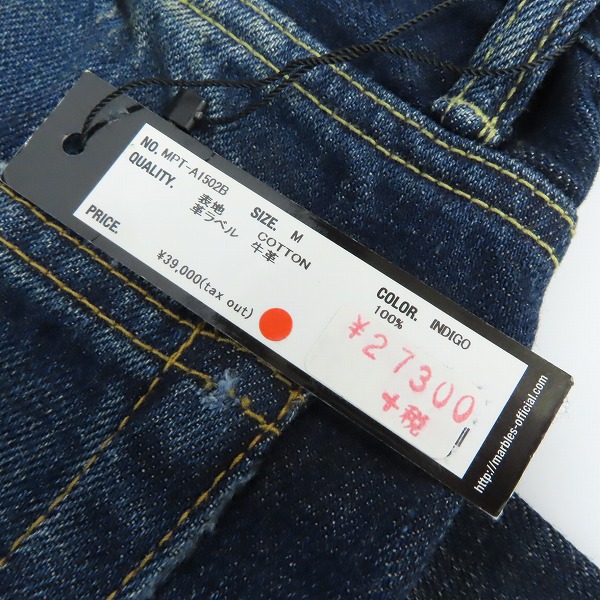 NO. MPT-A1502B
SIZE. M
COLOR. INDIGO
QUALITY.
表地 COTTON 100%
革ラベル 牛革
PRICE.
¥39,000(tax out)
¥27300
+税
http://marbles-official.com